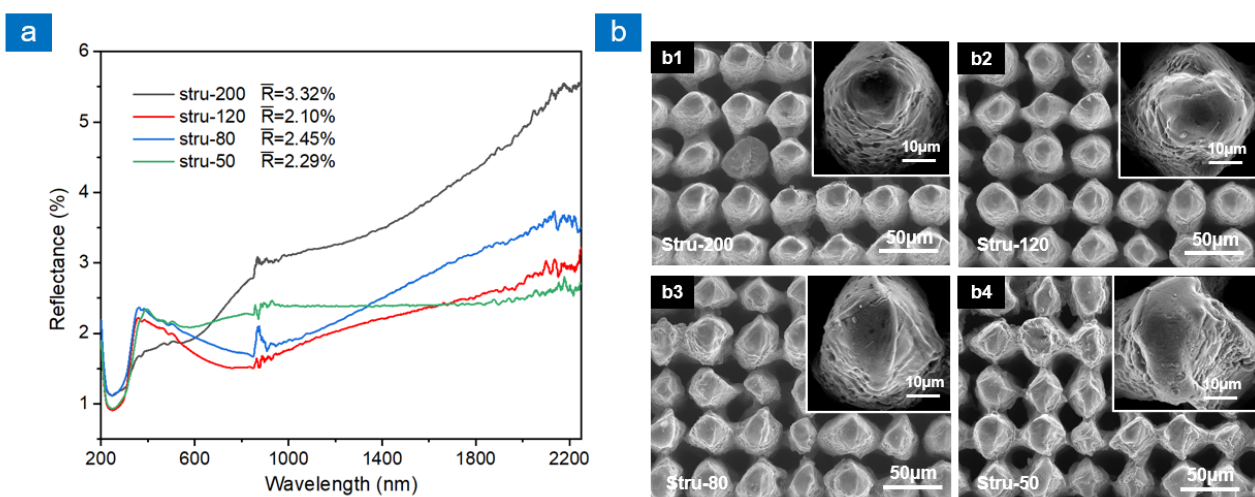 a
6
5
4
3
2
1
Reflectance (%)
stru-200 R̅=3.32%
stru-120 R̅=2.10%
stru-80 R̅=2.45%
stru-50 R̅=2.29%
200 600 1000 1400 1800 2200
Wavelength (nm)
b
b1
10μm
Stru-200
50μm
b2
10μm
Stru-120
50μm
b3
10μm
Stru-80
50μm
b4
10μm
Stru-50
50μm